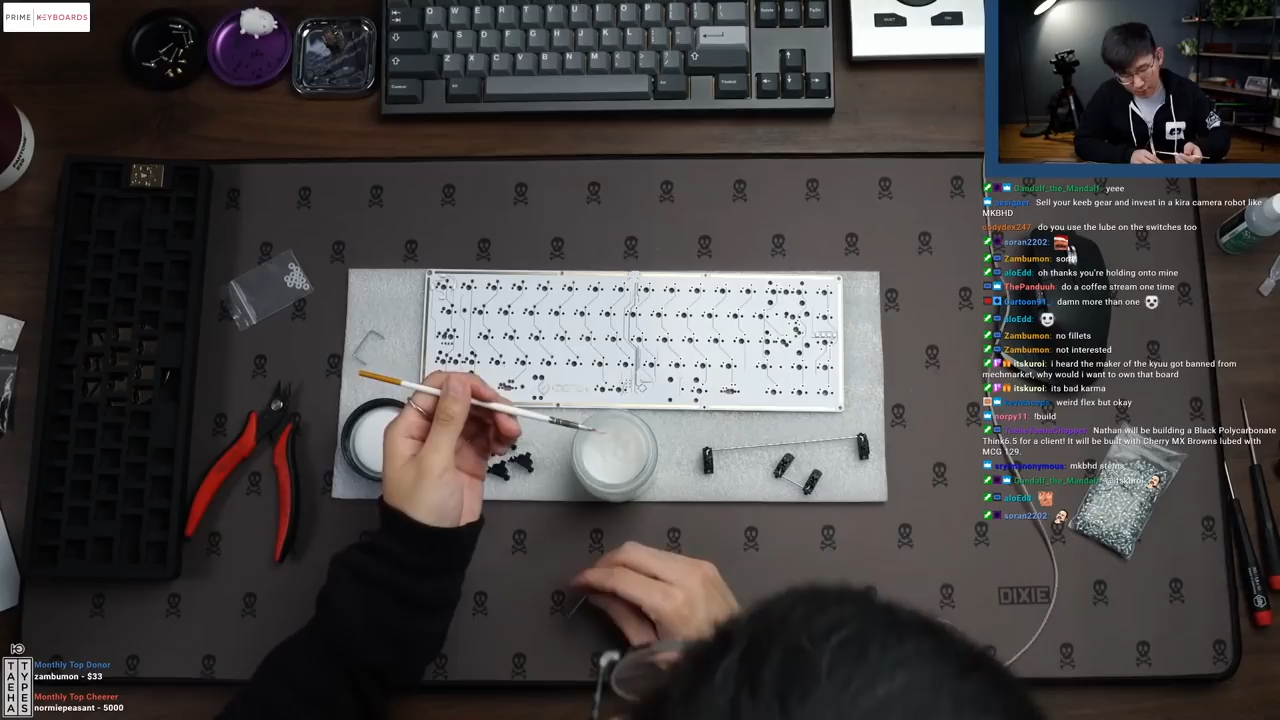 PRIME KEYBOARDS
Gandalf_the_Mandalf: yeee
Sell your keeb gear and invest in a kira camera robot like
MKBHD
codydex247: do you use the lube on the switches too
soran2202:
Zambumon: sorry
aloEdd: oh thanks you're holding onto mine
ThePanduuh: do a coffee stream one time
Cartoon91_: damn more than one
aloEdd:
Zambumon: no fillets
Zambumon: not interested
itskuroi: i heard the maker of the kyuu got banned from
mechmarket, why would i want to own that board
itskuroi: its bad karma
weird flex but okay
norpy11: !build
Nathan will be building a Black Polycarbonate
Think6.5 for a client! It will be built with Cherry MX Browns lubed with
MCG 129.
srymanonymous: mkbhd stems
Gandalf_the_Mandalf: @itskuroi
aloEdd:
soran2202:
DIXIE
TAEHA
TYPES
Monthly Top Donor
zambumon - $33
Monthly Top Cheerer
normiepeasant - 5000